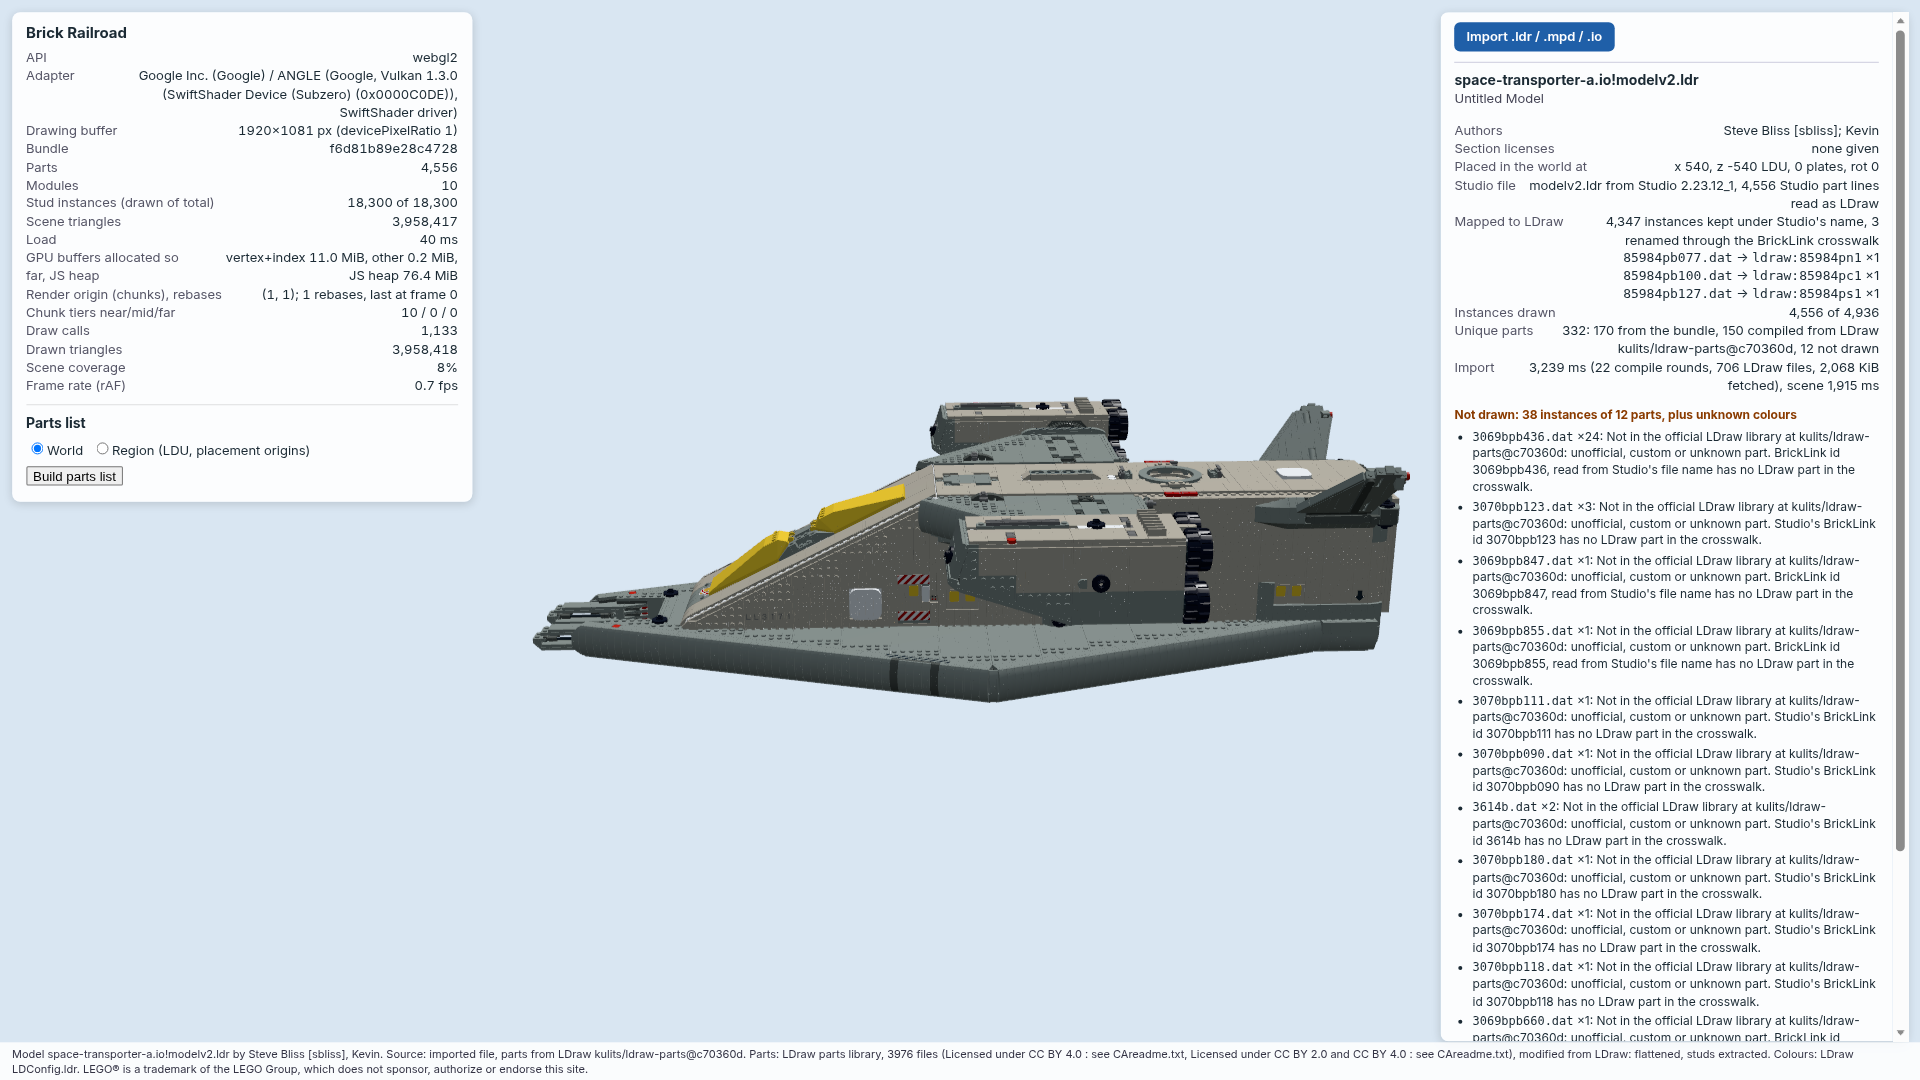 Brick Railroad
API webgl2
Adapter Google Inc. (Google) / ANGLE (Google, Vulkan 1.3.0
(SwiftShader Device (Subzero) (0x0000C0DE)),
SwiftShader driver)
Drawing buffer 1920×1081 px (devicePixelRatio 1)
Bundle f6d81b89e28c4728
Parts 4,556
Modules 10
Stud instances (drawn of total) 18,300 of 18,300
Scene triangles 3,958,417
Load 40 ms
GPU buffers allocated so vertex+index 11.0 MiB, other 0.2 MiB,
far, JS heap JS heap 76.4 MiB
Render origin (chunks), rebases (1, 1); 1 rebases, last at frame 0
Chunk tiers near/mid/far 10 / 0 / 0
Draw calls 1,133
Drawn triangles 3,958,418
Scene coverage 8%
Frame rate (rAF) 0.7 fps
Parts list
World Region (LDU, placement origins)
Build parts list
Import .ldr / .mpd / .io
space-transporter-a.io!modelv2.ldr
Untitled Model
Authors Steve Bliss [sbliss]; Kevin
Section licenses none given
Placed in the world at x 540, z -540 LDU, 0 plates, rot 0
Studio file modelv2.ldr from Studio 2.23.12_1, 4,556 Studio part lines
read as LDraw
Mapped to LDraw 4,347 instances kept under Studio's name, 3
renamed through the BrickLink crosswalk
85984pb077.dat → ldraw:85984pn1 ×1
85984pb100.dat → ldraw:85984pc1 ×1
85984pb127.dat → ldraw:85984ps1 ×1
Instances drawn 4,556 of 4,936
Unique parts 332: 170 from the bundle, 150 compiled from LDraw
kulits/ldraw-parts@c70360d, 12 not drawn
Import 3,239 ms (22 compile rounds, 706 LDraw files, 2,068 KiB
fetched), scene 1,915 ms
Not drawn: 38 instances of 12 parts, plus unknown colours
• 3069bpb436.dat ×24: Not in the official LDraw library at kulits/ldraw-
parts@c70360d: unofficial, custom or unknown part. BrickLink id
3069bpb436, read from Studio's file name has no LDraw part in the
crosswalk.
• 3070bpb123.dat ×3: Not in the official LDraw library at kulits/ldraw-
parts@c70360d: unofficial, custom or unknown part. Studio's BrickLink
id 3070bpb123 has no LDraw part in the crosswalk.
• 3069bpb847.dat ×1: Not in the official LDraw library at kulits/ldraw-
parts@c70360d: unofficial, custom or unknown part. BrickLink id
3069bpb847, read from Studio's file name has no LDraw part in the
crosswalk.
• 3069bpb855.dat ×1: Not in the official LDraw library at kulits/ldraw-
parts@c70360d: unofficial, custom or unknown part. BrickLink id
3069bpb855, read from Studio's file name has no LDraw part in the
crosswalk.
• 3070bpb111.dat ×1: Not in the official LDraw library at kulits/ldraw-
parts@c70360d: unofficial, custom or unknown part. Studio's BrickLink
id 3070bpb111 has no LDraw part in the crosswalk.
• 3070bpb090.dat ×1: Not in the official LDraw library at kulits/ldraw-
parts@c70360d: unofficial, custom or unknown part. Studio's BrickLink
id 3070bpb090 has no LDraw part in the crosswalk.
• 3614b.dat ×2: Not in the official LDraw library at kulits/ldraw-
parts@c70360d: unofficial, custom or unknown part. Studio's BrickLink
id 3614b has no LDraw part in the crosswalk.
• 3070bpb180.dat ×1: Not in the official LDraw library at kulits/ldraw-
parts@c70360d: unofficial, custom or unknown part. Studio's BrickLink
id 3070bpb180 has no LDraw part in the crosswalk.
• 3070bpb174.dat ×1: Not in the official LDraw library at kulits/ldraw-
parts@c70360d: unofficial, custom or unknown part. Studio's BrickLink
id 3070bpb174 has no LDraw part in the crosswalk.
• 3070bpb118.dat ×1: Not in the official LDraw library at kulits/ldraw-
parts@c70360d: unofficial, custom or unknown part. Studio's BrickLink
id 3070bpb118 has no LDraw part in the crosswalk.
• 3069bpb660.dat ×1: Not in the official LDraw library at kulits/ldraw-
parts@c70360d: unofficial, custom or unknown part. BrickLink id
Model space-transporter-a.io!modelv2.ldr by Steve Bliss [sbliss], Kevin. Source: imported file, parts from LDraw kulits/ldraw-parts@c70360d. Parts: LDraw parts library, 3976 files (Licensed under CC BY 4.0 : see CAreadme.txt, Licensed under CC BY 2.0 and CC BY 4.0 : see CAreadme.txt), modified from LDraw: flattened, studs extracted. Colours: LDraw
LDConfig.ldr. LEGO® is a trademark of the LEGO Group, which does not sponsor, authorize or endorse this site.